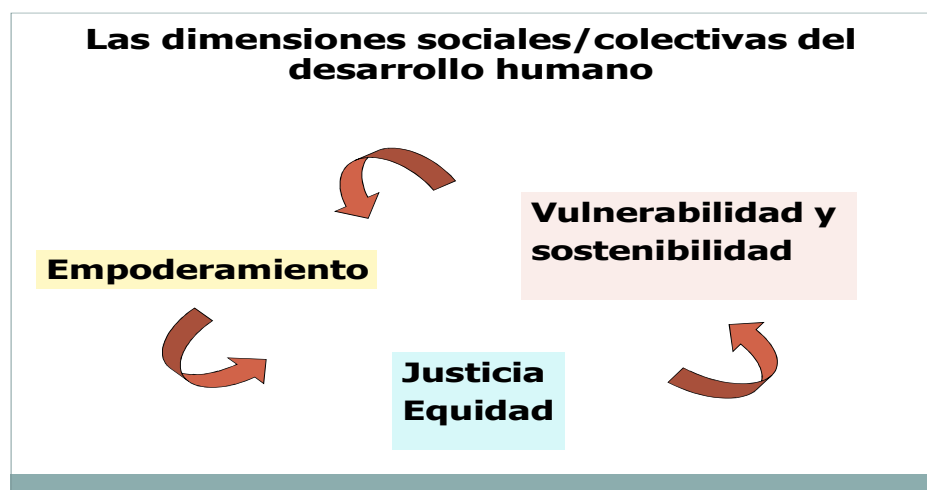 Las dimensiones sociales/colectivas del
desarrollo humano
Vulnerabilidad y
sostenibilidad
Empoderamiento
Justicia
Equidad